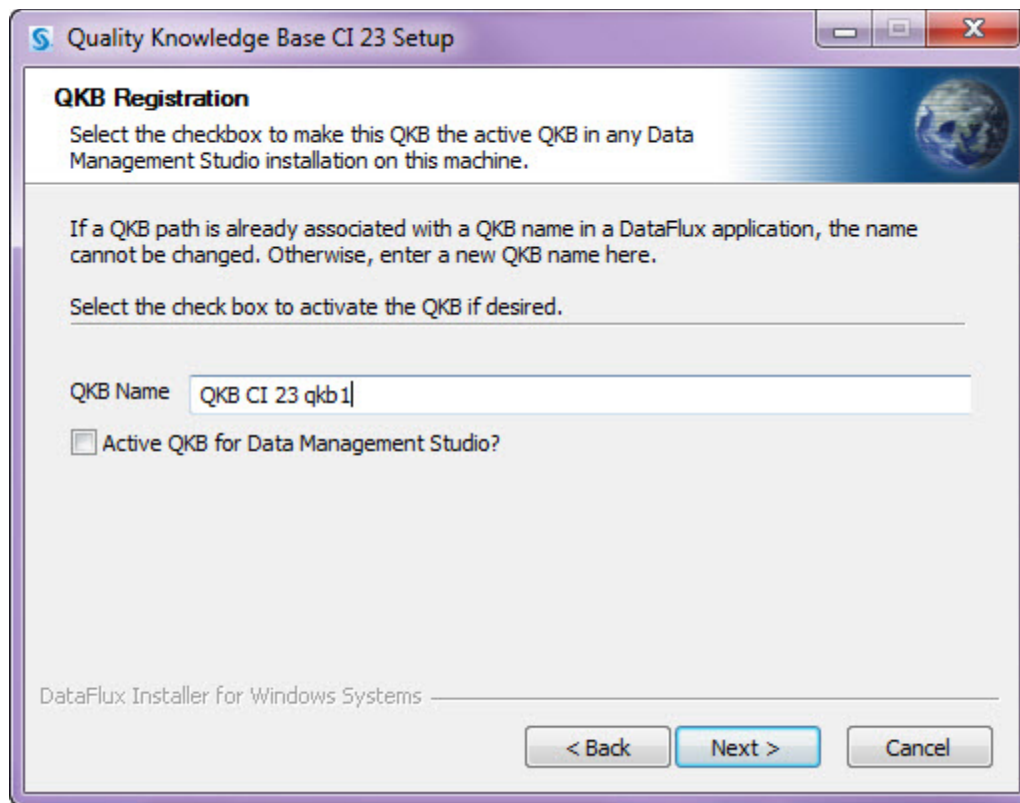 Quality Knowledge Base CI 23 Setup
QKB Registration
Select the checkbox to make this QKB the active QKB in any Data
Management Studio installation on this machine.
If a QKB path is already associated with a QKB name in a DataFlux application, the name
cannot be changed. Otherwise, enter a new QKB name here.
Select the check box to activate the QKB if desired.
QKB Name QKB CI 23 qkb1
Active QKB for Data Management Studio?
DataFlux Installer for Windows Systems
< Back Next > Cancel